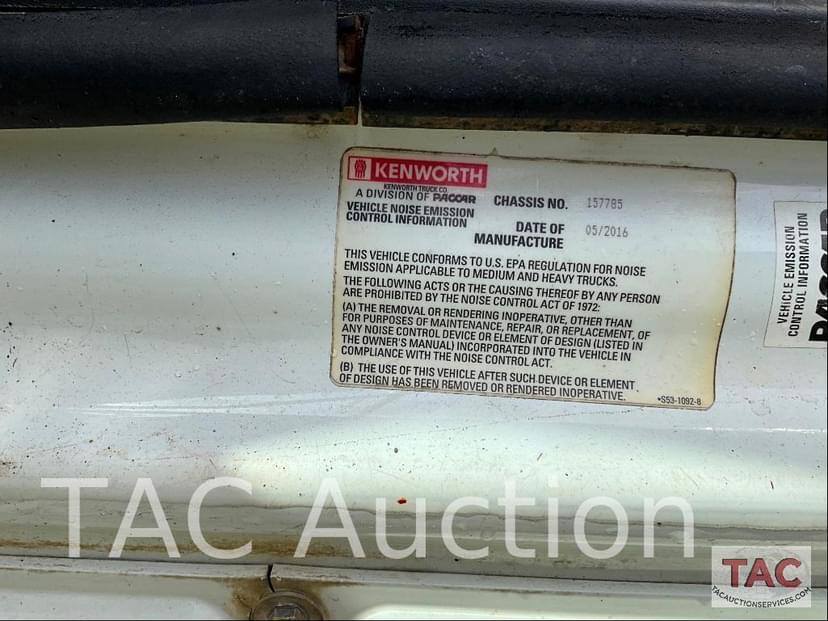 KENWORTH
KENWORTH TRUCK CO.
A DIVISION OF PACCAR
VEHICLE NOISE EMISSION
CONTROL INFORMATION
CHASSIS NO. 157785
DATE OF
MANUFACTURE 05/2016
THIS VEHICLE CONFORMS TO U.S. EPA REGULATION FOR NOISE
EMISSION APPLICABLE TO MEDIUM AND HEAVY TRUCKS.
THE FOLLOWING ACTS OR THE CAUSING THEREOF BY ANY PERSON
ARE PROHIBITED BY THE NOISE CONTROL ACT OF 1972:
(A) THE REMOVAL OR RENDERING INOPERATIVE, OTHER THAN
FOR PURPOSES OF MAINTENANCE, REPAIR, OR REPLACEMENT, OF
ANY NOISE CONTROL DEVICE OR ELEMENT OF DESIGN (LISTED IN
THE OWNER'S MANUAL) INCORPORATED INTO THE VEHICLE IN
COMPLIANCE WITH THE NOISE CONTROL ACT.
(B) THE USE OF THIS VEHICLE AFTER SUCH DEVICE OR ELEMENT
OF DESIGN HAS BEEN REMOVED OR RENDERED INOPERATIVE.
*S53-1092-8
VEHICLE EMISSION
CONTROL INFORMATION
TAC Auction
TAC
TACAUCTIONSERVICES.COM